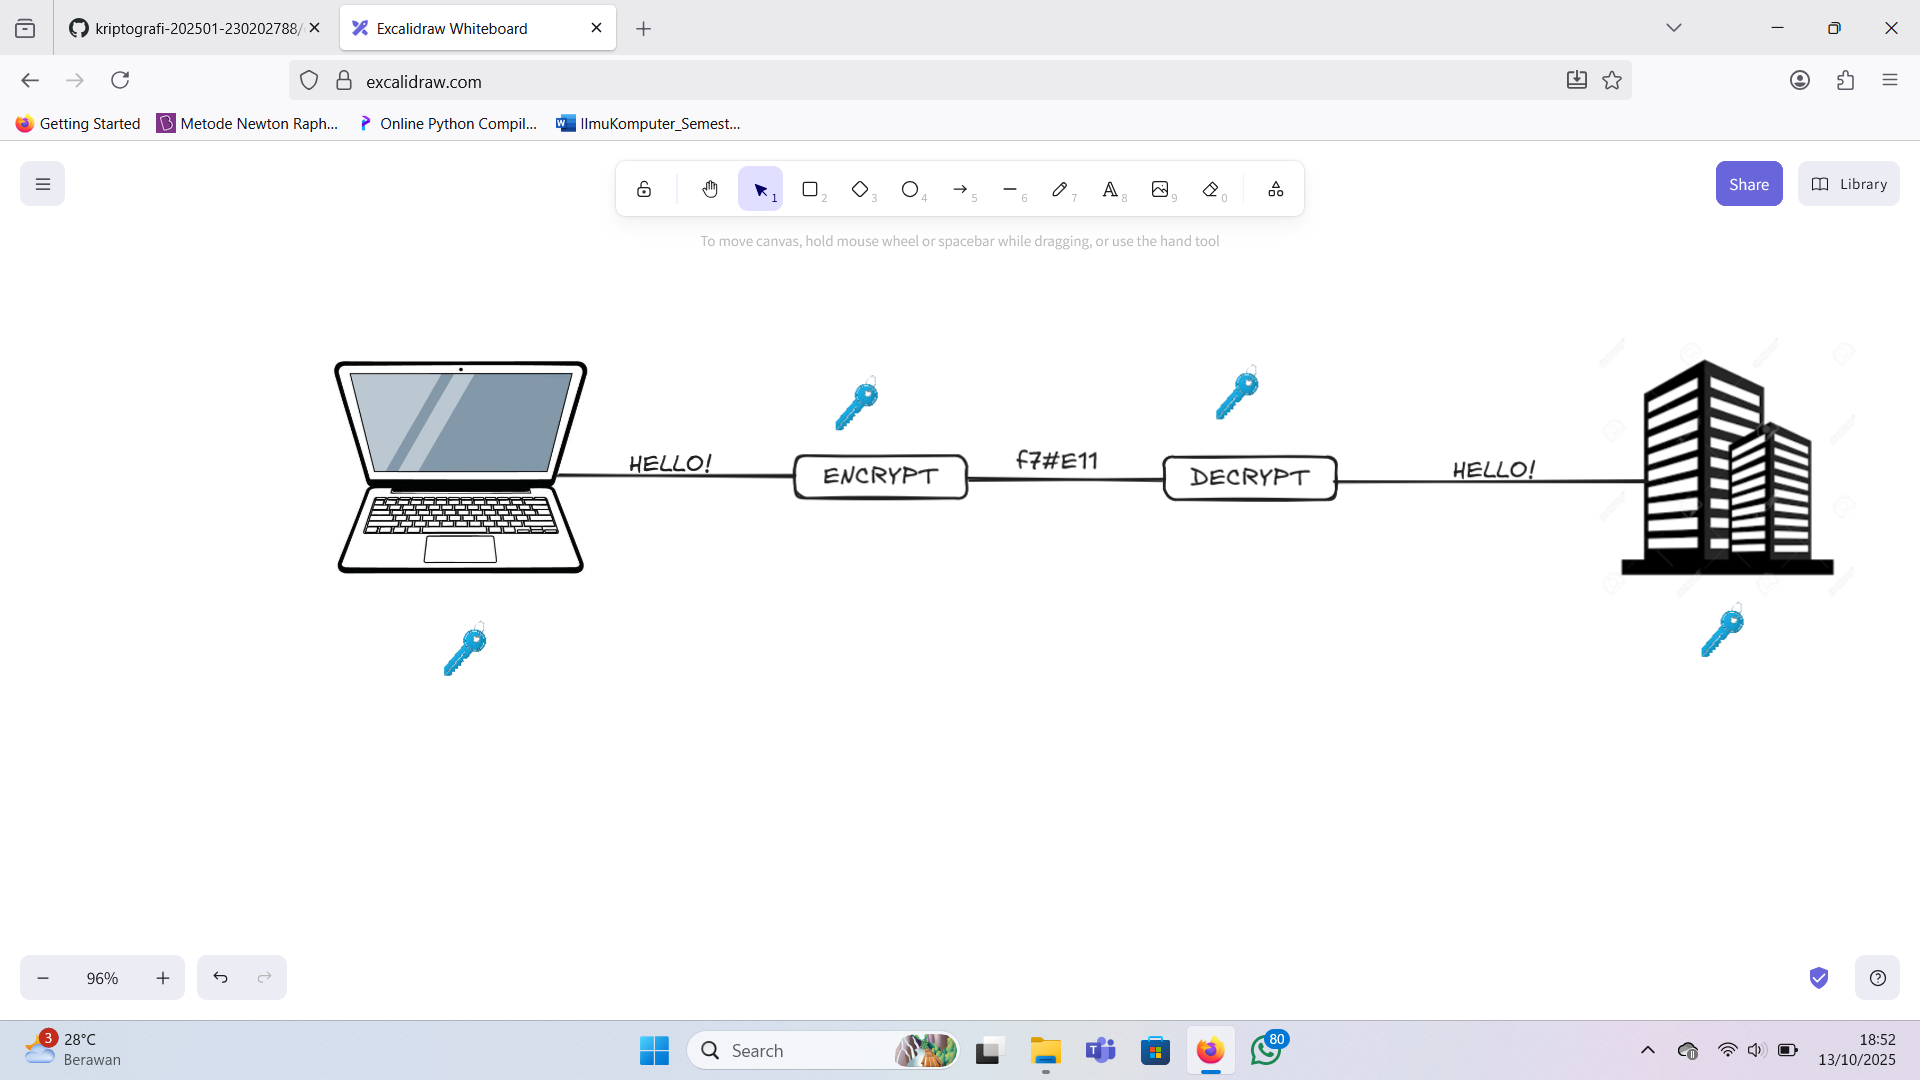 kriptografi-202501-230202788/
Excalidraw Whiteboard
excalidraw.com
Getting Started
Metode Newton Raph...
Online Python Compil...
IlmuKomputer_Semest...
1
2
3
4
5
6
7
8
9
0
Share
Library
To move canvas, hold mouse wheel or spacebar while dragging, or use the hand tool
HELLO!
ENCRYPT
f7#E11
DECRYPT
HELLO!
96%
3
28°C
Berawan
Search
80
18:52
13/10/2025